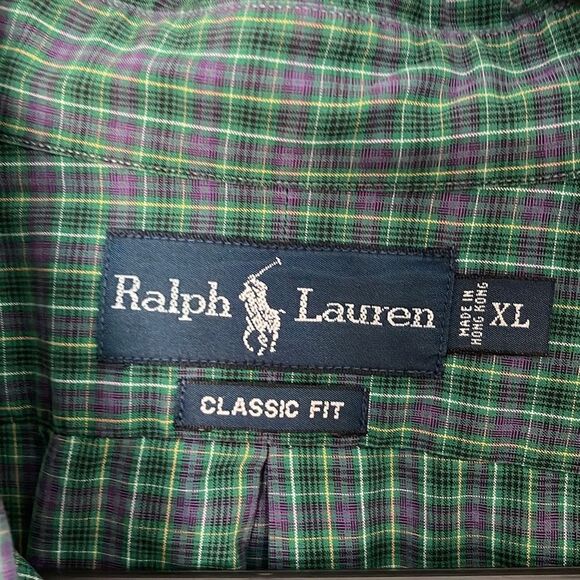 Ralph Lauren
MADE IN
HONG KONG
XL
CLASSIC FIT